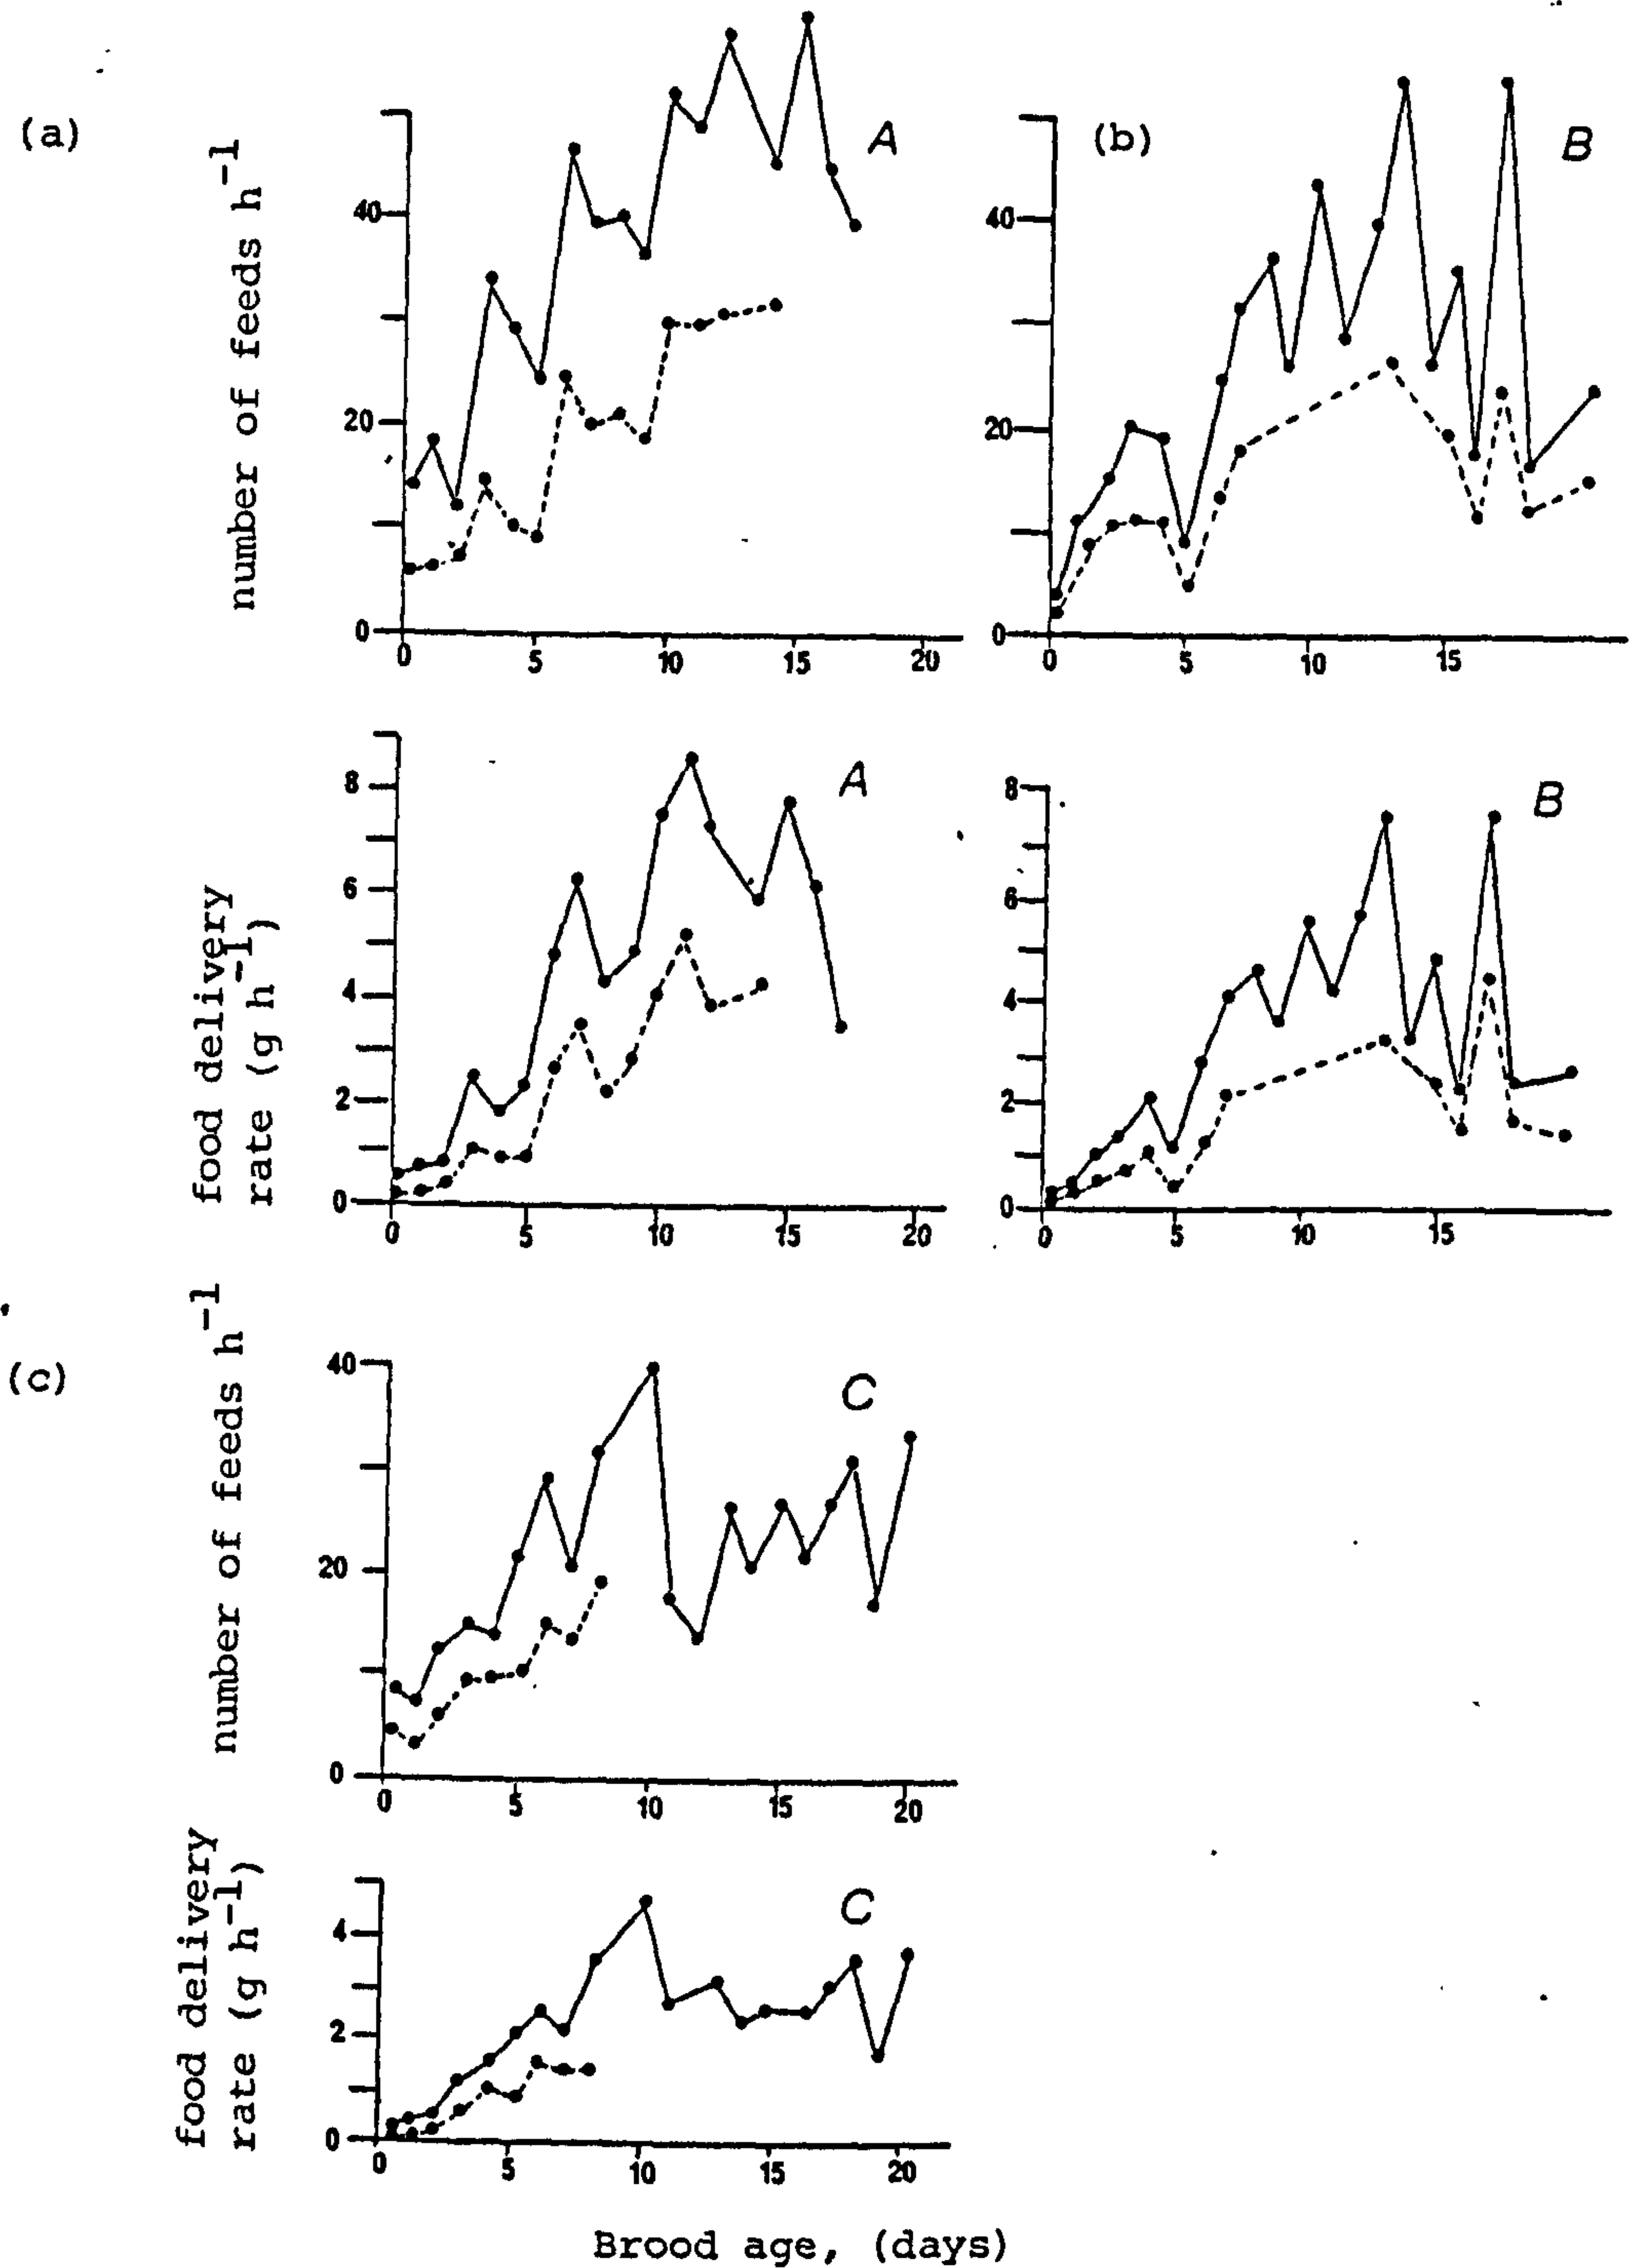 (a)
number of feeds h⁻¹
40
20
0
0 5 10 15 20
A
(b)
40
20
0
0 5 10 15
B
food delivery
rate (g h⁻¹)
8
6
4
2
0
0 5 10 15 20
A
8
6
4
2
0
0 5 10 15
B
(c)
number of feeds h⁻¹
40
20
0
0 5 10 15 20
C
food delivery
rate (g h⁻¹)
4
2
0
0 5 10 15 20
C
Brood age, (days)